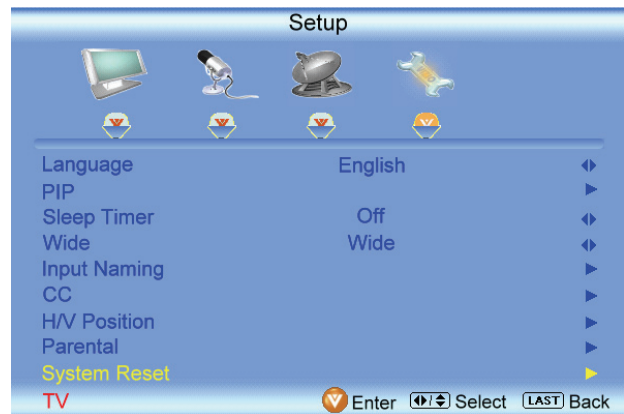 Setup
Language English
PIP
Sleep Timer Off
Wide Wide
Input Naming
CC
H/V Position
Parental
System Reset
TV Enter Select LAST Back